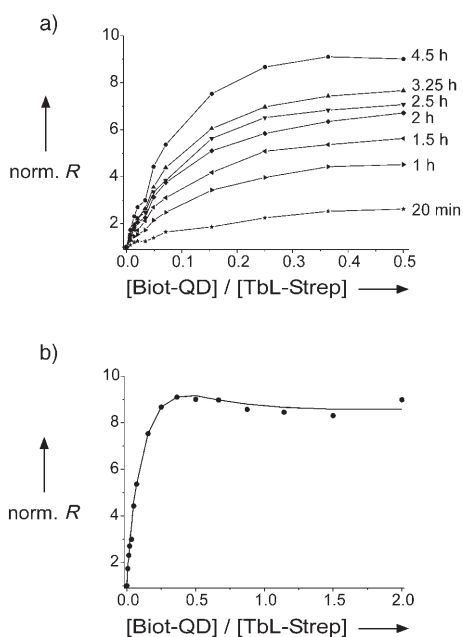 a)
10
8
6
4
2
norm. R
4.5 h
3.25 h
2.5 h
2 h
1.5 h
1 h
20 min
0.0 0.1 0.2 0.3 0.4 0.5
[Biot-QD] / [TbL-Strep]
b)
10
8
6
4
2
norm. R
0.0 0.5 1.0 1.5 2.0
[Biot-QD] / [TbL-Strep]